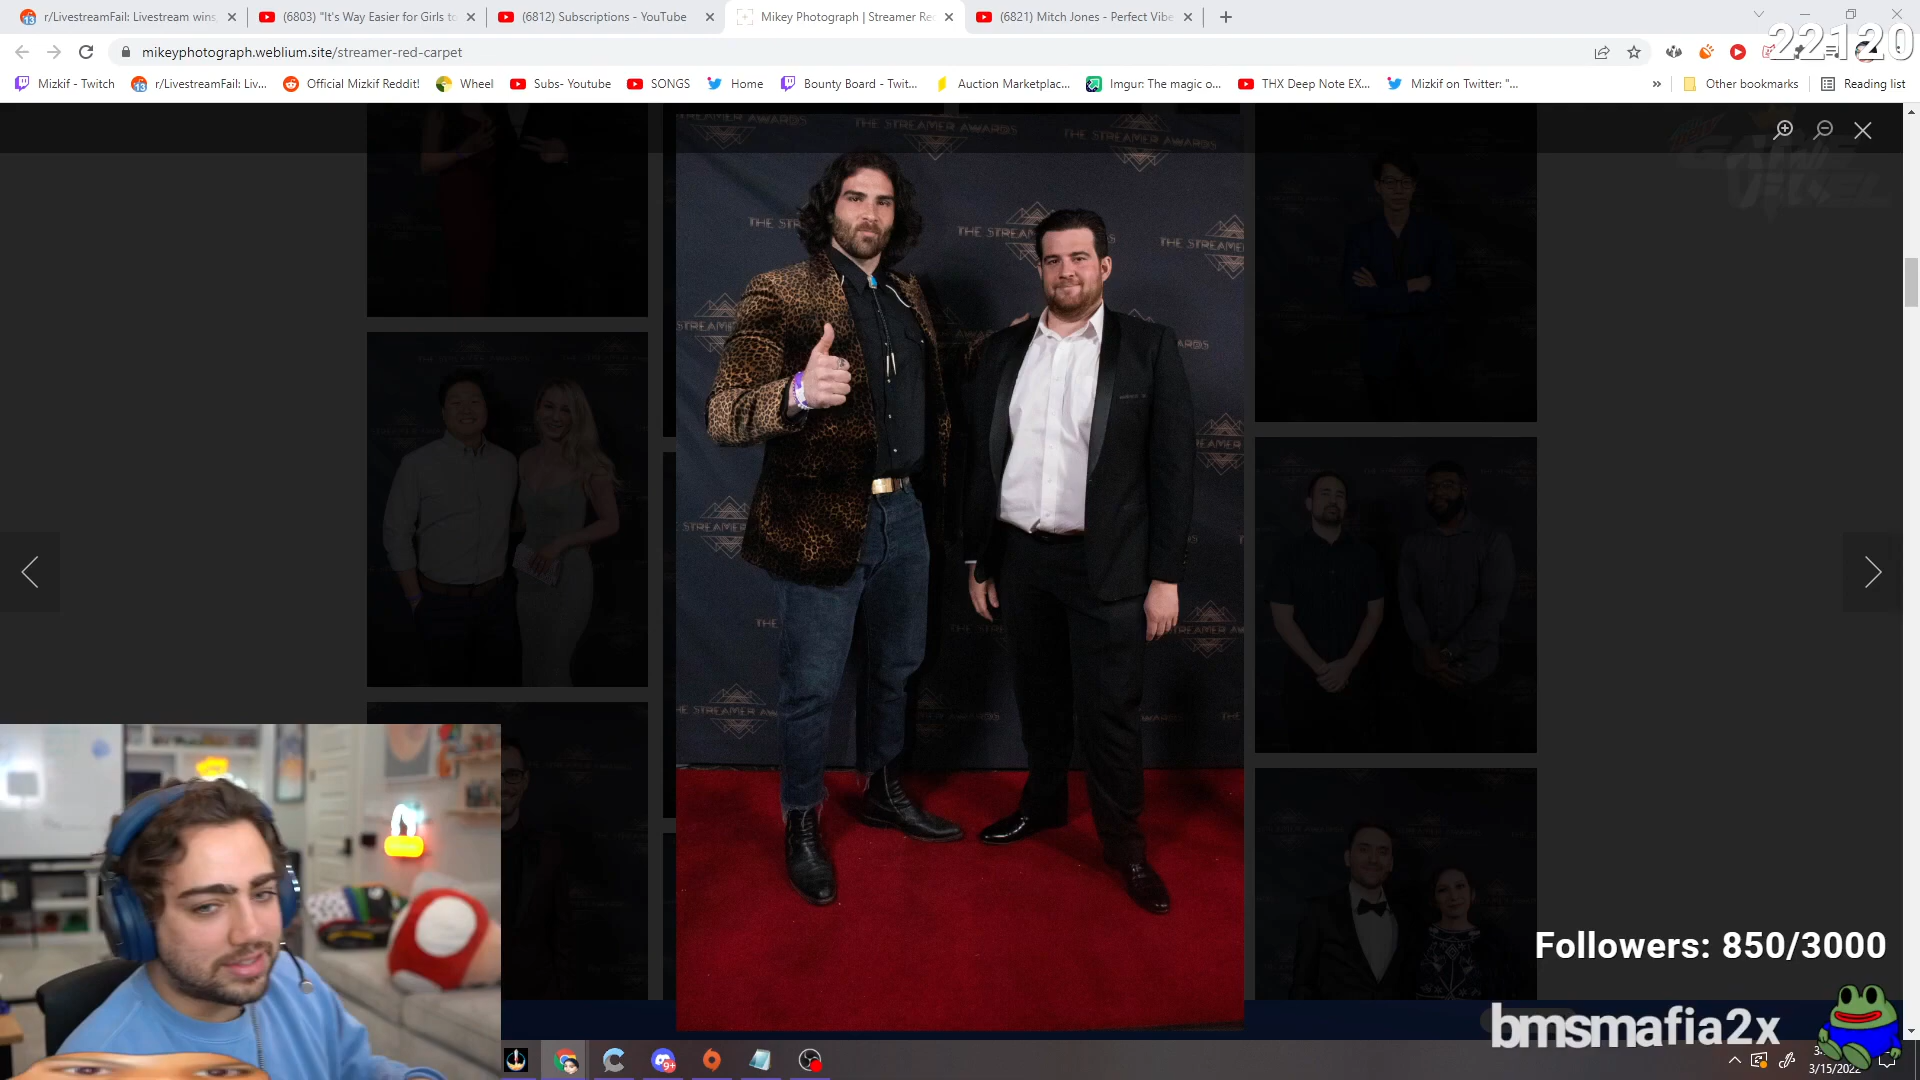 r/LivestreamFail: Livestream wins,
(6803) "It's Way Easier for Girls to
(6812) Subscriptions - YouTube
Mikey Photograph | Streamer Re
(6821) Mitch Jones - Perfect Vibe
22120
mikeyphotograph.weblium.site/streamer-red-carpet
Mizkif - Twitch
r/LivestreamFail: Liv...
Official Mizkif Reddit!
Wheel
Subs- Youtube
SONGS
Home
Bounty Board - Twit...
Auction Marketplac...
Imgur: The magic o...
THX Deep Note EX...
Mizkif on Twitter: "...
»
Other bookmarks
Reading list
THE STREAMER AWARDS
THE STREAMER AWARDS
Followers: 850/3000
bmsmafia2x
3/15/2022